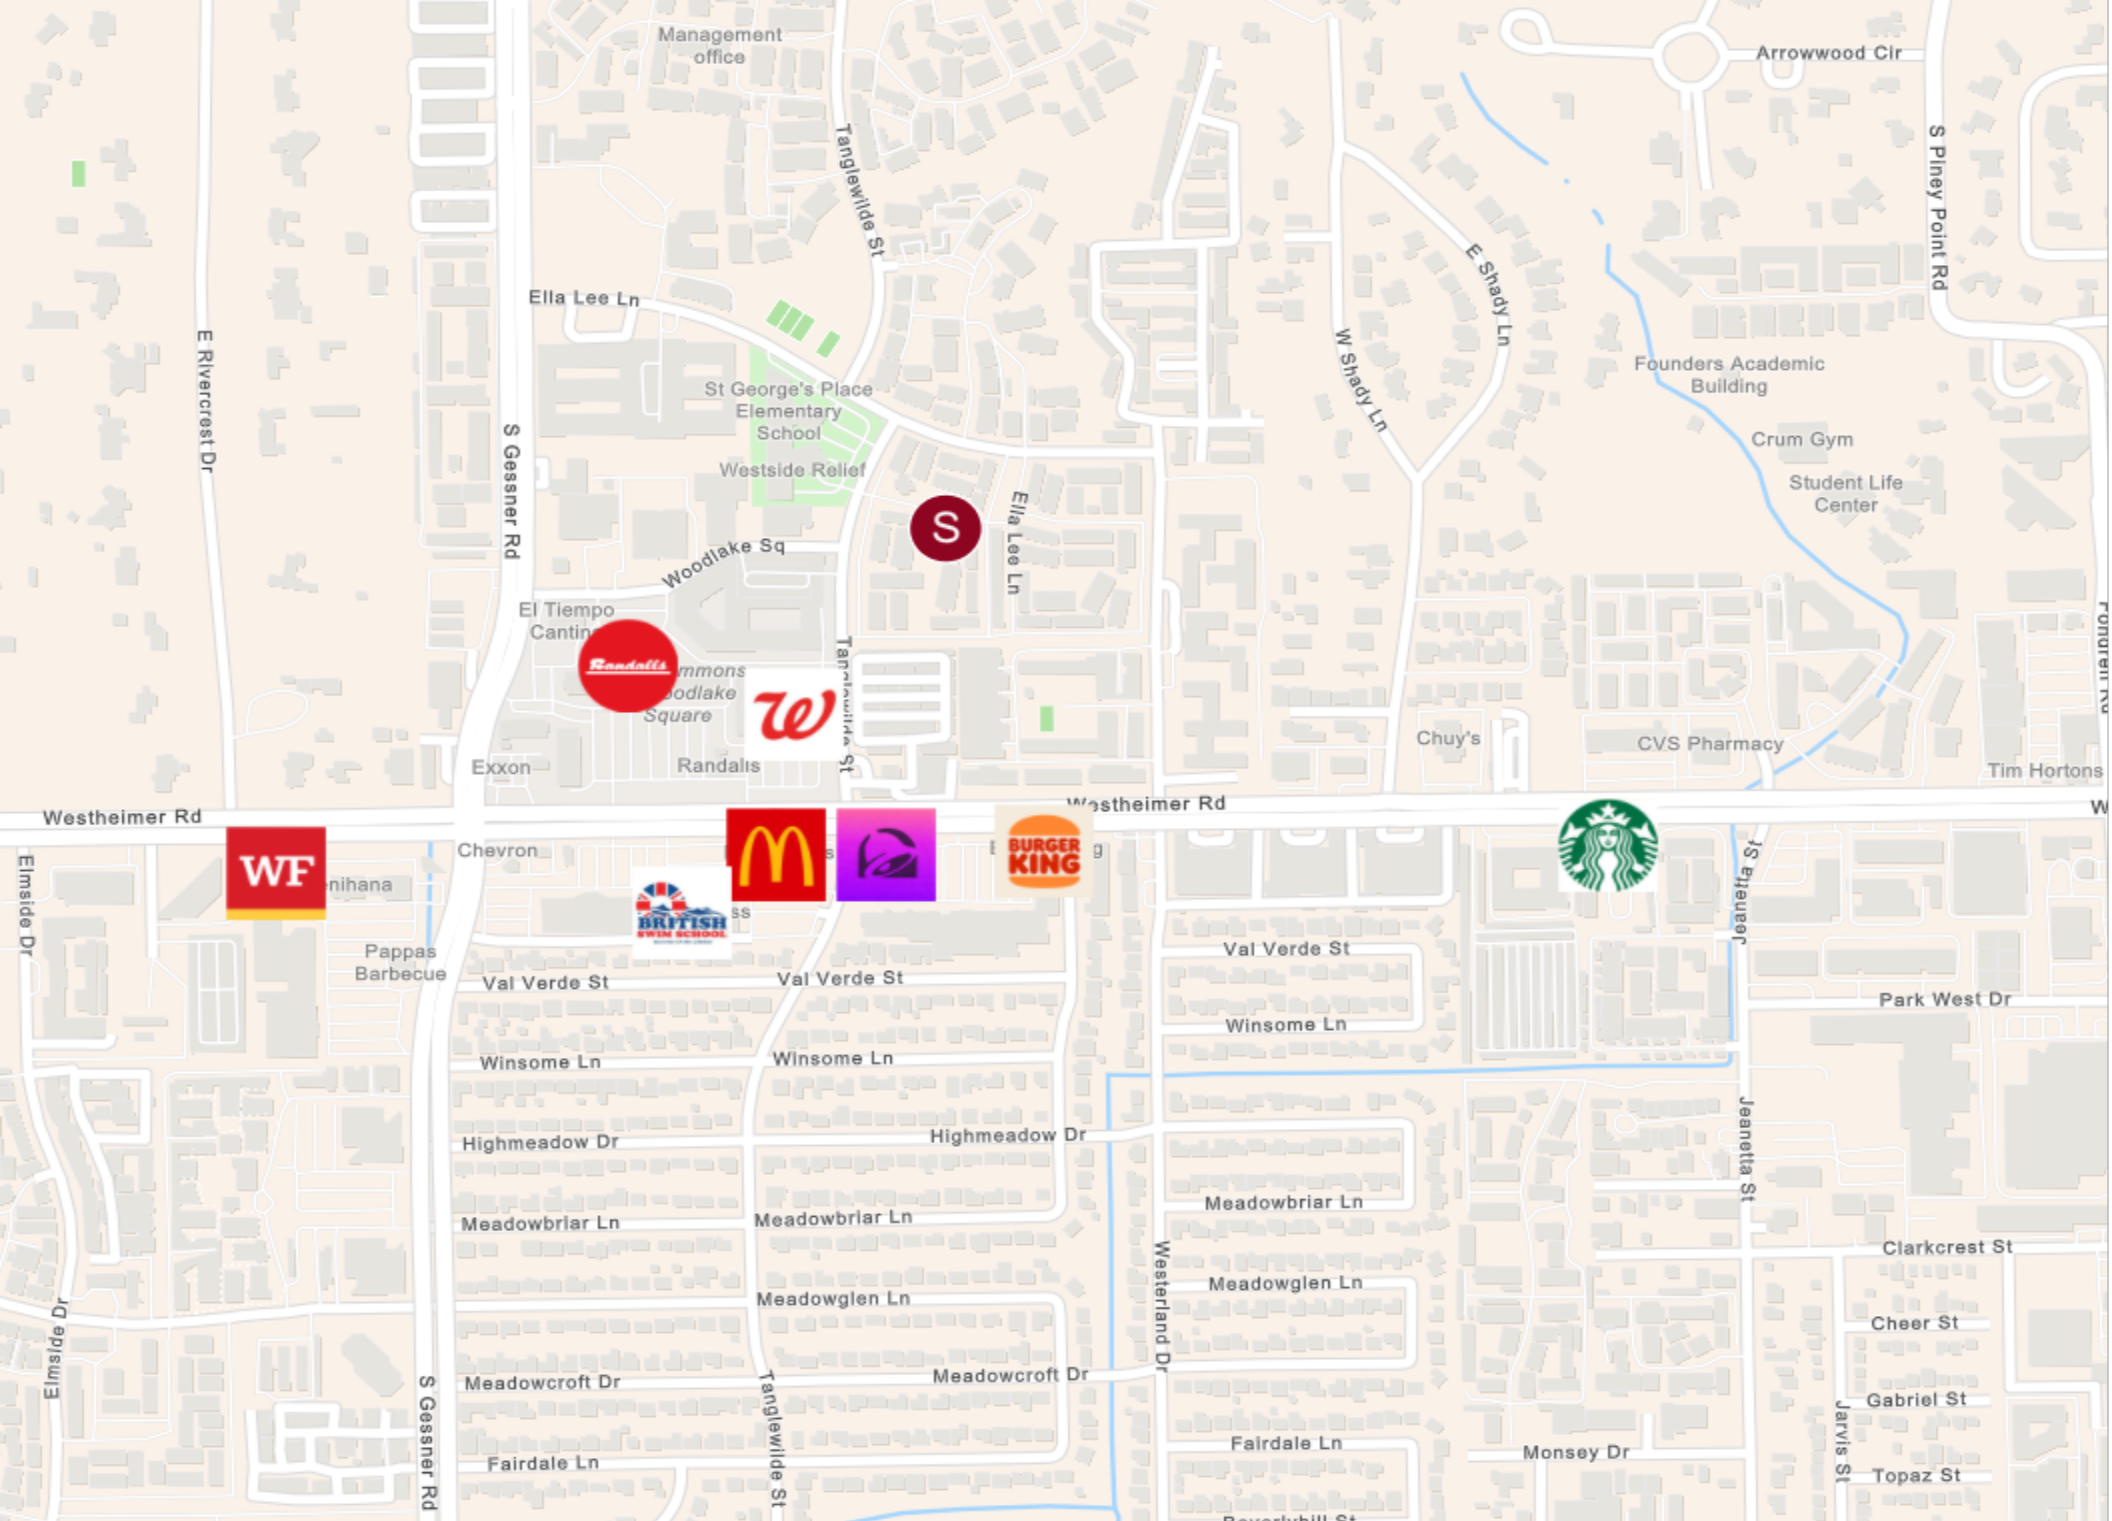 Management
office
Arrowwood Cir
Tanglewilde St
S Piney Point Rd
E Shady Ln
Ella Lee Ln
E Rivercrest Dr
W Shady Ln
Founders Academic
Building
St George's Place
Elementary
School
S Gessner Rd
Crum Gym
Westside Relief
Student Life
Center
S
Ella Lee Ln
Woodlake Sq
El Tiempo
Randalls
mmons
Square
Tanglewilde St
W
Chuy's
CVS Pharmacy
Exxon
Randalls
Tim Hortons
Westheimer Rd
Westheimer Rd
W
Chevron
Elmside Dr
WF
nihana
BURGER
KING
Jeanetta St
BRITISH
SWIM SCHOOL
ss
Pappas
Barbecue
Val Verde St
Val Verde St
Val Verde St
Park West Dr
Winsome Ln
Winsome Ln
Winsome Ln
Highmeadow Dr
Highmeadow Dr
Jeanetta St
Meadowbriar Ln
Meadowbriar Ln
Meadowbriar Ln
Clarkcrest St
Westerland Dr
Meadowglen Ln
Meadowglen Ln
Elmside Dr
Cheer St
Meadowcroft Dr
Meadowcroft Dr
S Gessner Rd
Tanglewilde St
Gabriel St
Jarvis St
Fairdale Ln
Fairdale Ln
Monsey Dr
Topaz St